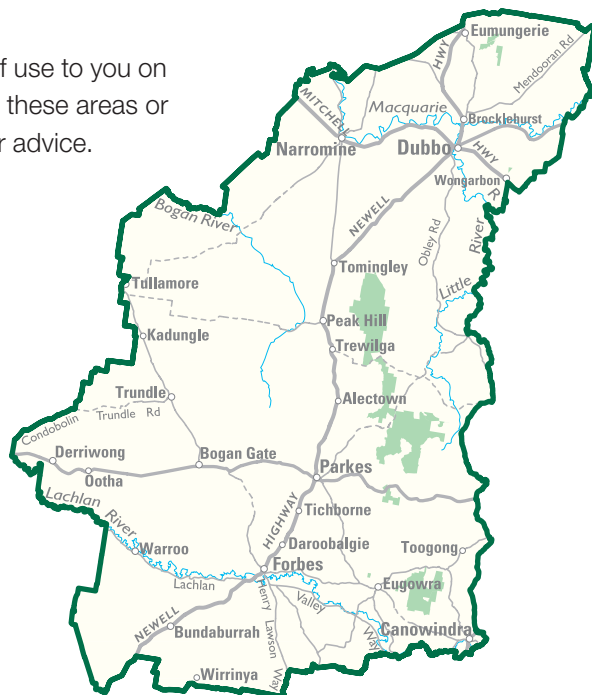 f use to you on
these areas or
r advice.
Eumungerie
HWY
Mendooran Rd
MITCHELL
Macquarie
Brocklehurst
Narromine
Dubbo
HWY
Wongarbon
R
NEWELL
Obley Rd
River
Bogan River
Little
Tomingley
Tullamore
Peak Hill
Kadungle
Trewilga
Trundle
Alectown
Condobolin
Trundle Rd
Derriwong
Bogan Gate
Ootha
Parkes
Lachlan
River
HIGHWAY
Tichborne
Warroo
Daroobalgie
Toogong
Forbes
Lachlan
Valley
Way
Eugowra
Henry
Lawson
Way
NEWELL
Bundaburrah
Canowindra
Wirrinya